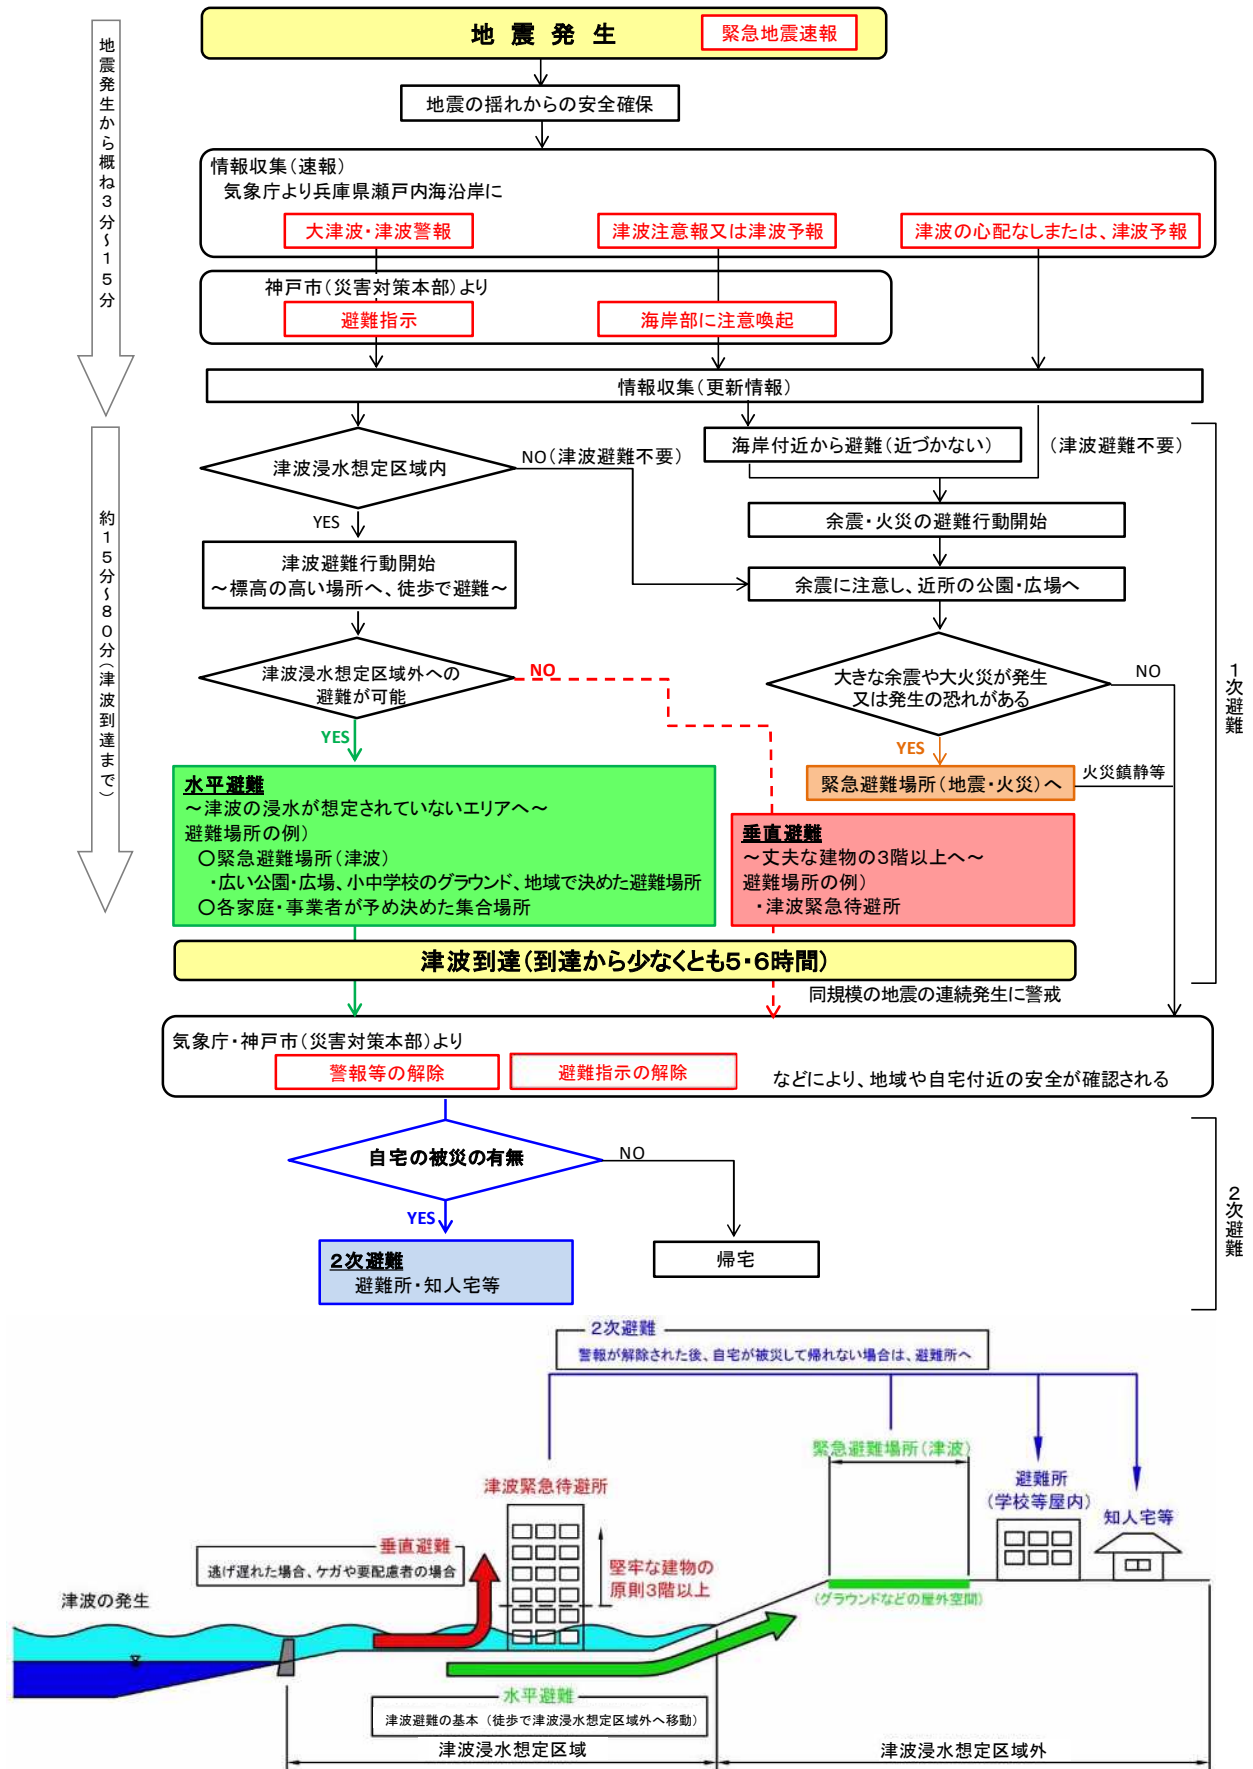 地震発生
緊急地震速報
地震発生から概ね3分～15分
地震の揺れからの安全確保
情報収集(速報)
気象庁より兵庫県瀬戸内海沿岸に
大津波・津波警報
津波注意報又は津波予報
津波の心配なしまたは、津波予報
神戸市(災害対策本部)より
避難指示
海岸部に注意喚起
情報収集(更新情報)
約15分～80分(津波到達まで)
津波浸水想定区域内
NO(津波避難不要)
海岸付近から避難(近づかない)
(津波避難不要)
YES
余震・火災の避難行動開始
津波避難行動開始
～標高の高い場所へ、徒歩で避難～
余震に注意し、近所の公園・広場へ
津波浸水想定区域外への
避難が可能
NO
大きな余震や大火災が発生
又は発生の恐れがある
NO
1次避難
YES
YES
水平避難
～津波の浸水が想定されていないエリアへ～
避難場所の例)
○緊急避難場所(津波)
・広い公園・広場、小中学校のグラウンド、地域で決めた避難場所
○各家庭・事業者が予め決めた集合場所
緊急避難場所(地震・火災)へ
火災鎮静等
垂直避難
～丈夫な建物の3階以上へ～
避難場所の例)
・津波緊急待避所
津波到達(到達から少なくとも5・6時間)
同規模の地震の連続発生に警戒
気象庁・神戸市(災害対策本部)より
警報等の解除
避難指示の解除
などにより、地域や自宅付近の安全が確認される
自宅の被災の有無
NO
YES
2次避難
2次避難
避難所・知人宅等
帰宅
2次避難
警報が解除された後、自宅が被災して帰れない場合は、避難所へ
緊急避難場所(津波)
津波緊急待避所
避難所
(学校等屋内)
知人宅等
垂直避難
逃げ遅れた場合、ケガや要配慮者の場合
堅牢な建物の
原則3階以上
津波の発生
(グラウンドなどの屋外空間)
水平避難
津波避難の基本(徒歩で津波浸水想定区域外へ移動)
津波浸水想定区域
津波浸水想定区域外